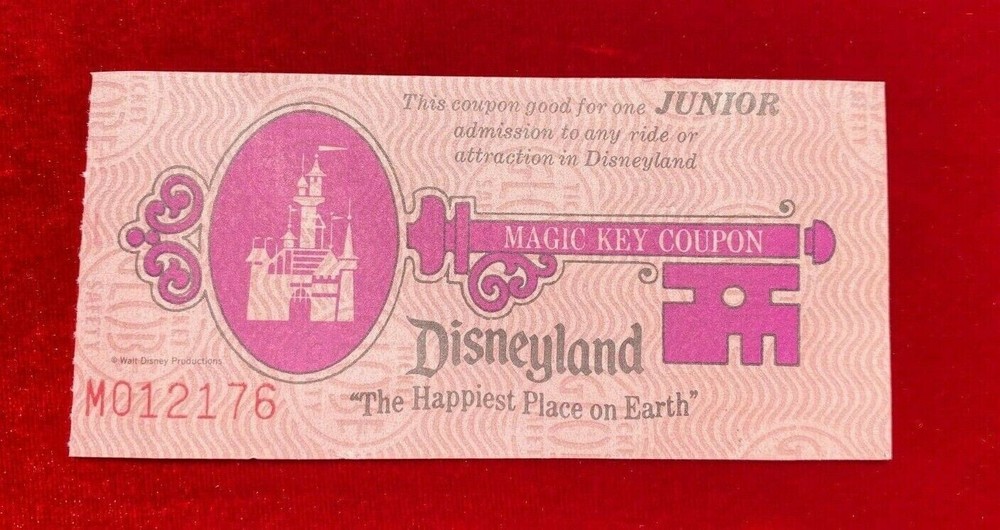 This coupon good for one JUNIOR
admission to any ride or
attraction in Disneyland
MAGIC KEY COUPON
Disneyland
"The Happiest Place on Earth"
© Walt Disney Productions
M012176